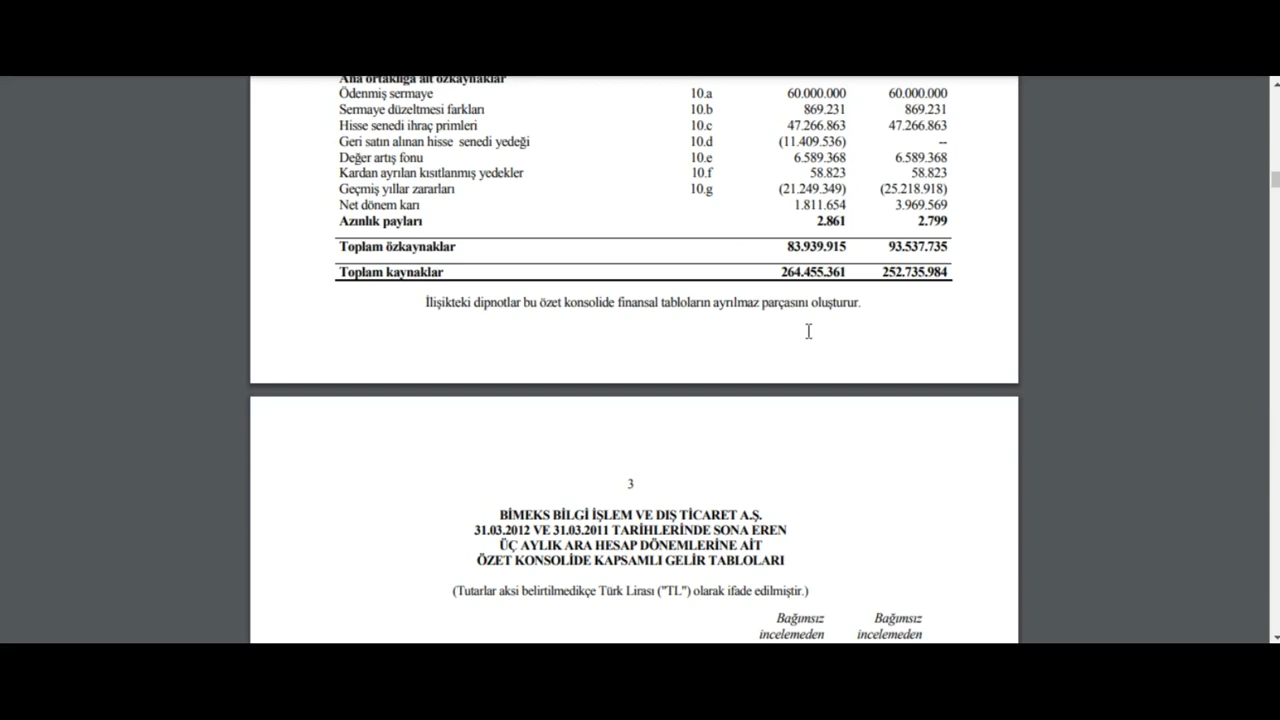 Ana ortaklığa ait özkaynaklar
Ödenmiş sermaye 10.a 60.000.000 60.000.000
Sermaye düzeltmesi farkları 10.b 869.231 869.231
Hisse senedi ihraç primleri 10.c 47.266.863 47.266.863
Geri satın alınan hisse senedi yedeği 10.d (11.409.536) --
Değer artış fonu 10.e 6.589.368 6.589.368
Kardan ayrılan kısıtlanmış yedekler 10.f 58.823 58.823
Geçmiş yıllar zararları 10.g (21.249.349) (25.218.918)
Net dönem karı 1.811.654 3.969.569
Azınlık payları 2.861 2.799
Toplam özkaynaklar 83.939.915 93.537.735
Toplam kaynaklar 264.455.361 252.735.984
İlişikteki dipnotlar bu özet konsolide finansal tabloların ayrılmaz parçasını oluşturur.
3
BİMEKS BİLGİ İŞLEM VE DIŞ TİCARET A.Ş.
31.03.2012 VE 31.03.2011 TARİHLERİNDE SONA EREN
ÜÇ AYLIK ARA HESAP DÖNEMLERİNE AİT
ÖZET KONSOLİDE KAPSAMLI GELİR TABLOLARI
(Tutarlar aksi belirtilmedikçe Türk Lirası ("TL") olarak ifade edilmiştir.)
Bağımsız Bağımsız
incelemeden incelemeden